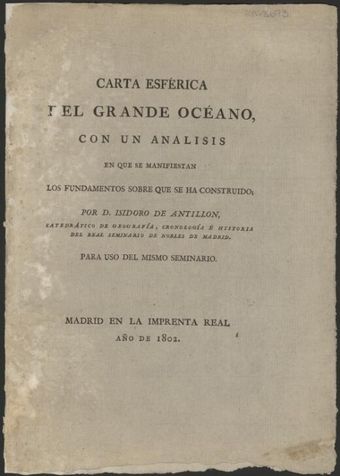 CARTA ESFÉRICA
DEL GRANDE OCÉANO,
CON UN ANALISIS
EN QUE SE MANIFIESTAN
LOS FUNDAMENTOS SOBRE QUE SE HA CONSTRUIDO;
POR D. ISIDORO DE ANTILLON,
CATEDRÁTICO DE GEOGRAFÍA, CRONOLOGÍA É HISTORIA
DEL REAL SEMINARIO DE NOBLES DE MADRID.
PARA USO DEL MISMO SEMINARIO.
MADRID EN LA IMPRENTA REAL
AÑO DE 1802.